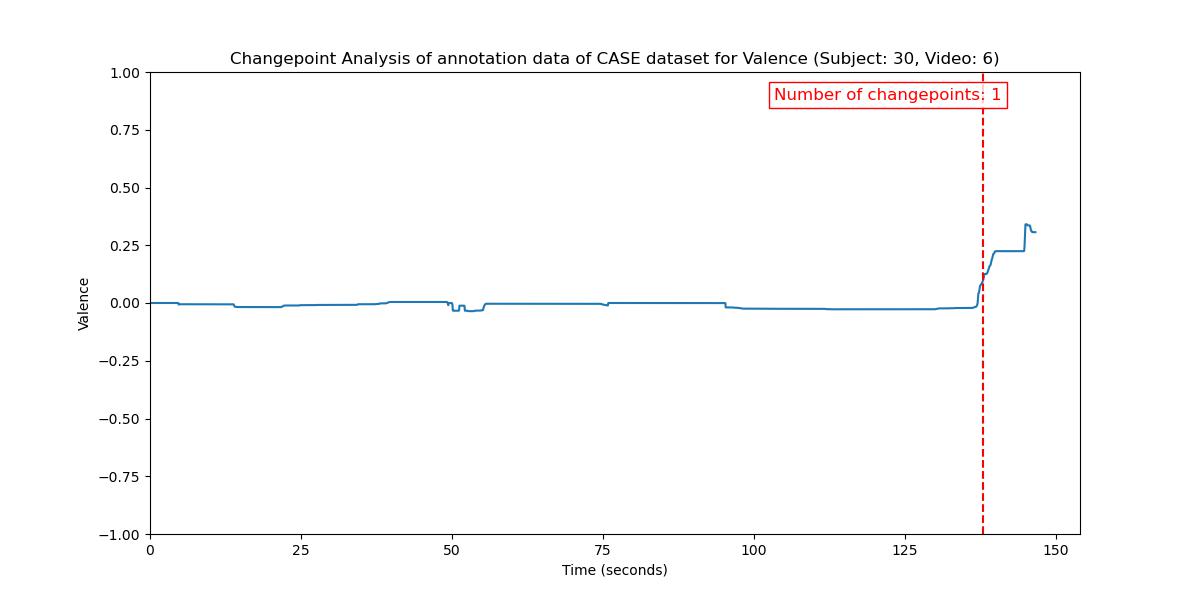 Changepoint Analysis of annotation data of CASE dataset for Valence (Subject: 30, Video: 6)
Number of changepoints: 1
Valence
1.00
0.75
0.50
0.25
0.00
−0.25
−0.50
−0.75
−1.00
0 25 50 75 100 125 150
Time (seconds)